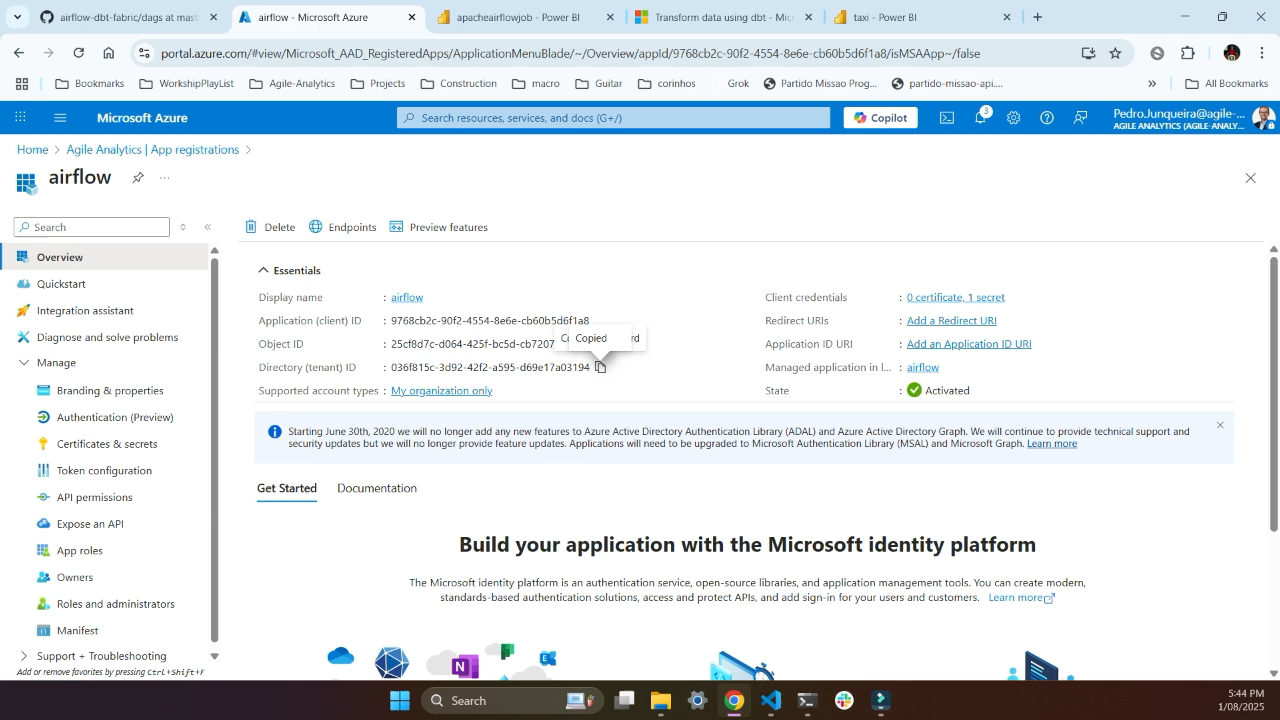 airflow-dbt-fabric/dags at mast
airflow - Microsoft Azure
apacheairflowjob - Power BI
Transform data using dbt - Micr
taxi - Power BI
portal.azure.com/#view/Microsoft_AAD_RegisteredApps/ApplicationMenuBlade/~/Overview/appId/9768cb2c-90f2-4554-8e6e-cb60b5d6f1a8/isMSAApp~/false
Bookmarks
WorkshipPlayList
Agile-Analytics
Projects
Construction
macro
Guitar
corinhos
Grok
Partido Missao Prog...
partido-missao-api....
»
All Bookmarks
Microsoft Azure
Search resources, services, and docs (G+/)
Copilot
3
PedroJunqueira@agile-...
AGILE ANALYTICS (AGILE-ANALY...
Home > Agile Analytics | App registrations >
airflow
...
Search
«
Delete
Endpoints
Preview features
Overview
Quickstart
Integration assistant
Diagnose and solve problems
Manage
Branding & properties
Authentication (Preview)
Certificates & secrets
Token configuration
API permissions
Expose an API
App roles
Owners
Roles and administrators
Manifest
Support + Troubleshooting
Add or remove favorites by pressing Ctrl+Shift+F
Essentials
Display name : airflow
Application (client) ID : 9768cb2c-90f2-4554-8e6e-cb60b5d6f1a8
Object ID : 25cf8d7c-d064-425f-bc5d-cb7207
Directory (tenant) ID : 036f815c-3d92-42f2-a595-d69e17a03194
Supported account types : My organization only
Copied
Client credentials : 0 certificate, 1 secret
Redirect URIs : Add a Redirect URI
Application ID URI : Add an Application ID URI
Managed application in l... : airflow
State : Activated
Starting June 30th, 2020 we will no longer add any new features to Azure Active Directory Authentication Library (ADAL) and Azure Active Directory Graph. We will continue to provide technical support and
security updates but we will no longer provide feature updates. Applications will need to be upgraded to Microsoft Authentication Library (MSAL) and Microsoft Graph. Learn more
Get Started
Documentation
Build your application with the Microsoft identity platform
The Microsoft identity platform is an authentication service, open-source libraries, and application management tools. You can create modern,
standards-based authentication solutions, access and protect APIs, and add sign-in for your users and customers. Learn more
N
Search
5:44 PM
1/08/2025